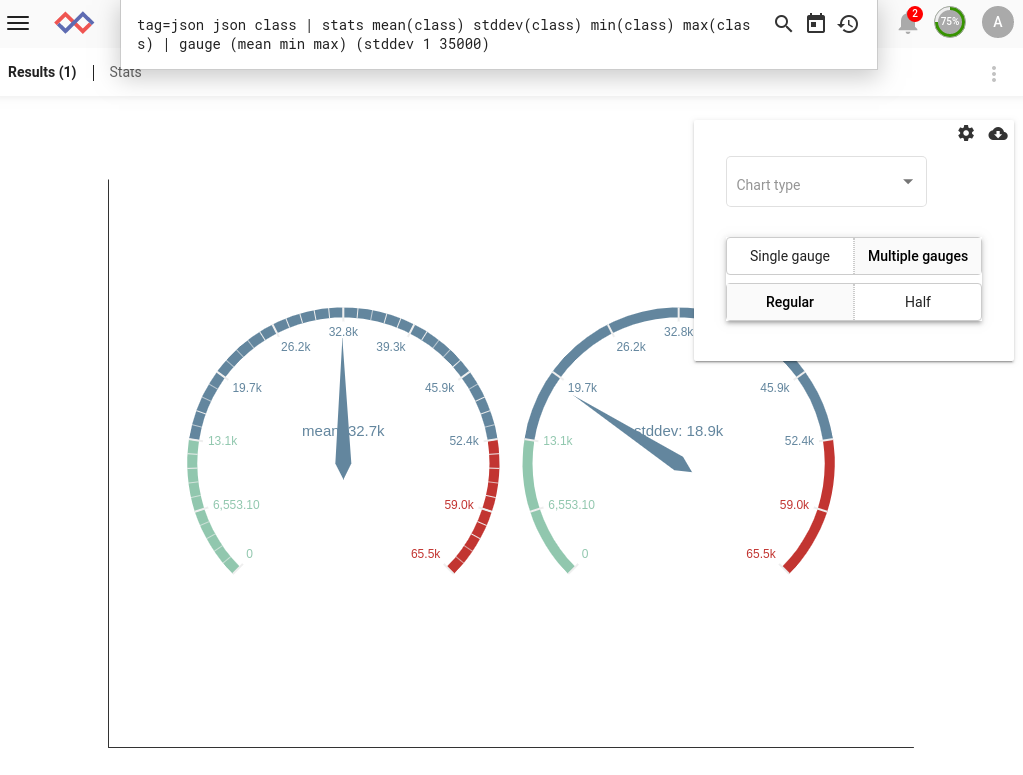 tag=json json class | stats mean(class) stddev(class) min(class) max(clas
s) | gauge (mean min max) (stddev 1 35000)
2
75%
A
Results (1)
Stats
Chart type
Single gauge
Multiple gauges
Regular
Half
32.8k
26.2k
39.3k
19.7k
45.9k
mean: 32.7k
13.1k
52.4k
6,553.10
59.0k
0
65.5k
32.8k
26.2k
19.7k
45.9k
stddev: 18.9k
13.1k
52.4k
6,553.10
59.0k
0
65.5k